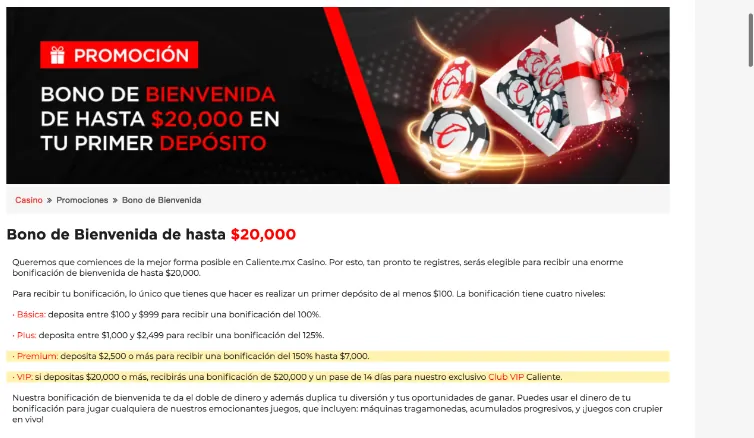 PROMOCIÓN
BONO DE BIENVENIDA
DE HASTA $20,000 EN
TU PRIMER DEPÓSITO
Casino » Promociones » Bono de Bienvenida
Bono de Bienvenida de hasta $20,000
Queremos que comiences de la mejor forma posible en Caliente.mx Casino. Por esto, tan pronto te registres, serás elegible para recibir una enorme
bonificación de bienvenida de hasta $20,000.
Para recibir tu bonificación, lo único que tienes que hacer es realizar un primer depósito de al menos $100. La bonificación tiene cuatro niveles:
• Básica: deposita entre $100 y $999 para recibir una bonificación del 100%.
• Plus: deposita entre $1,000 y $2,499 para recibir una bonificación del 125%.
• Premium: deposita $2,500 o más para recibir una bonificación del 150% hasta $7,000.
• VIP: si depositas $20,000 o más, recibirás una bonificación de $20,000 y un pase de 14 días para nuestro exclusivo Club VIP Caliente.
Nuestra bonificación de bienvenida te da el doble de dinero y además duplica tu diversión y tus oportunidades de ganar. Puedes usar el dinero de tu
bonificación para jugar cualquiera de nuestros emocionantes juegos, que incluyen: máquinas tragamonedas, acumulados progresivos, y ¡juegos con crupier
en vivo!